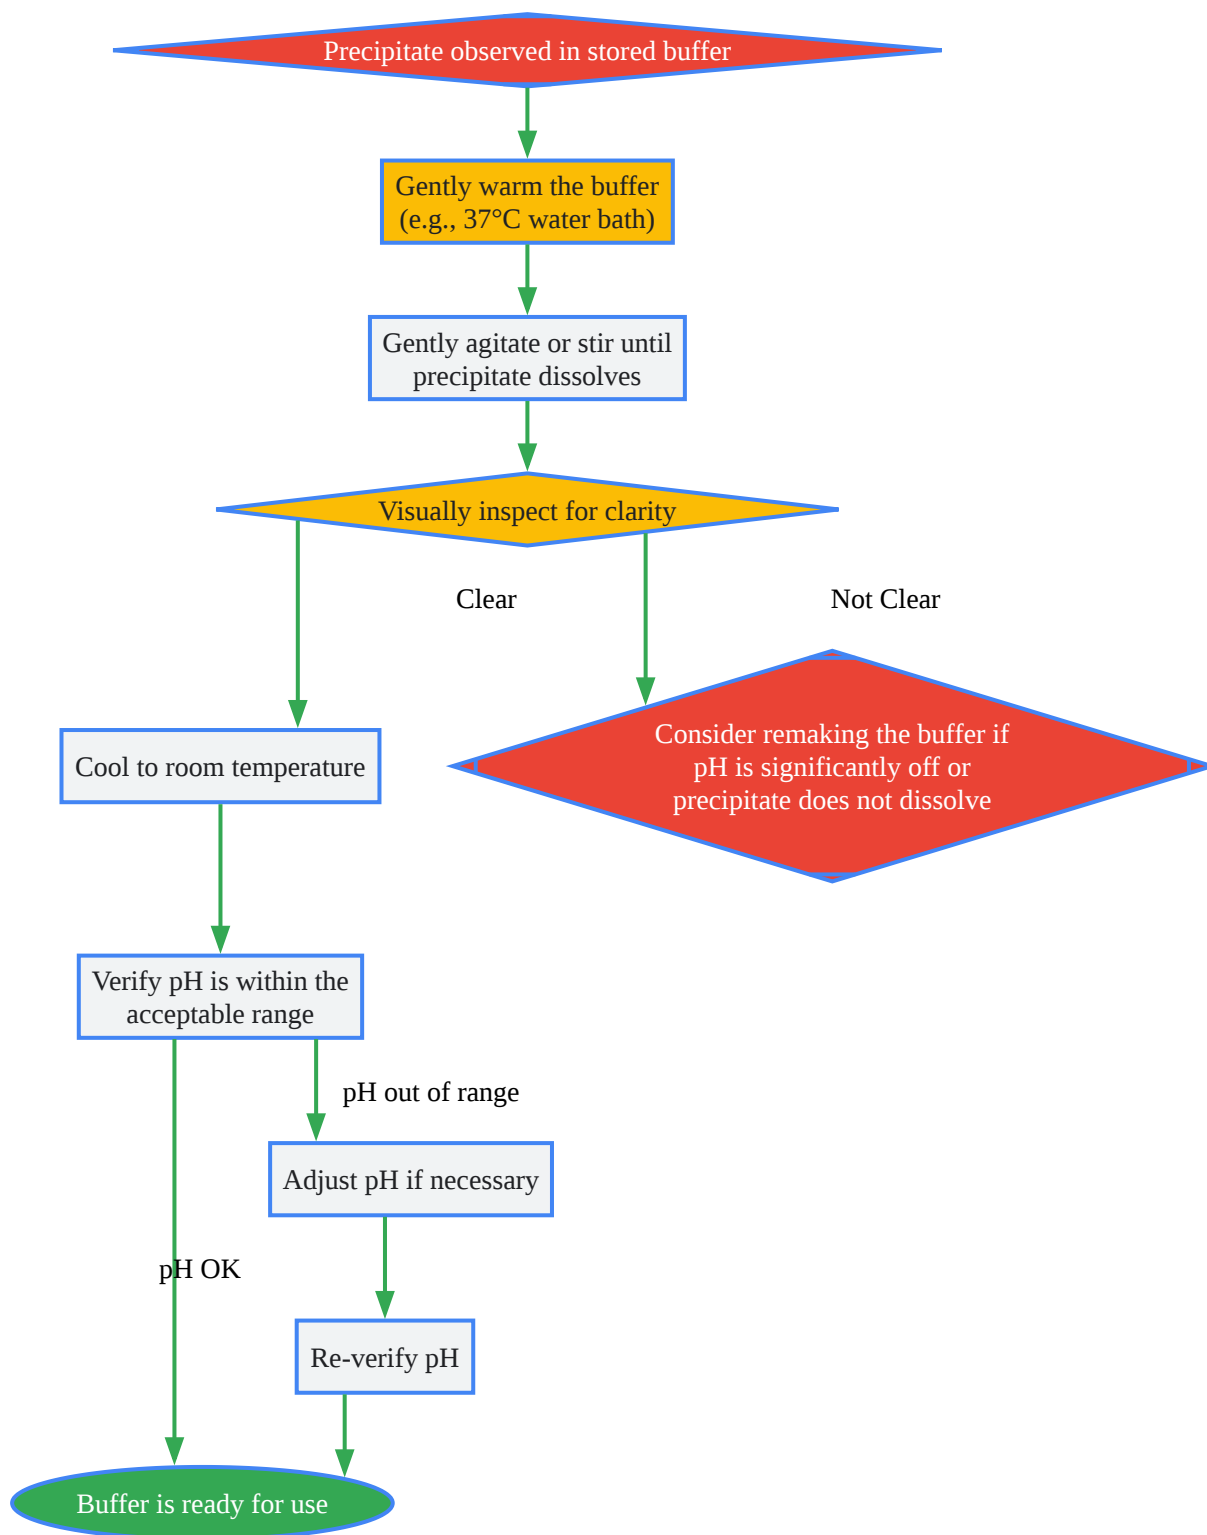 Precipitate observed in stored buffer
Gently warm the buffer
(e.g., 37°C water bath)
Gently agitate or stir until
precipitate dissolves
Visually inspect for clarity
Clear
Not Clear
Consider remaking the buffer if
pH is significantly off or
precipitate does not dissolve
Cool to room temperature
Verify pH is within the
acceptable range
pH out of range
Adjust pH if necessary
pH OK
Re-verify pH
Buffer is ready for use